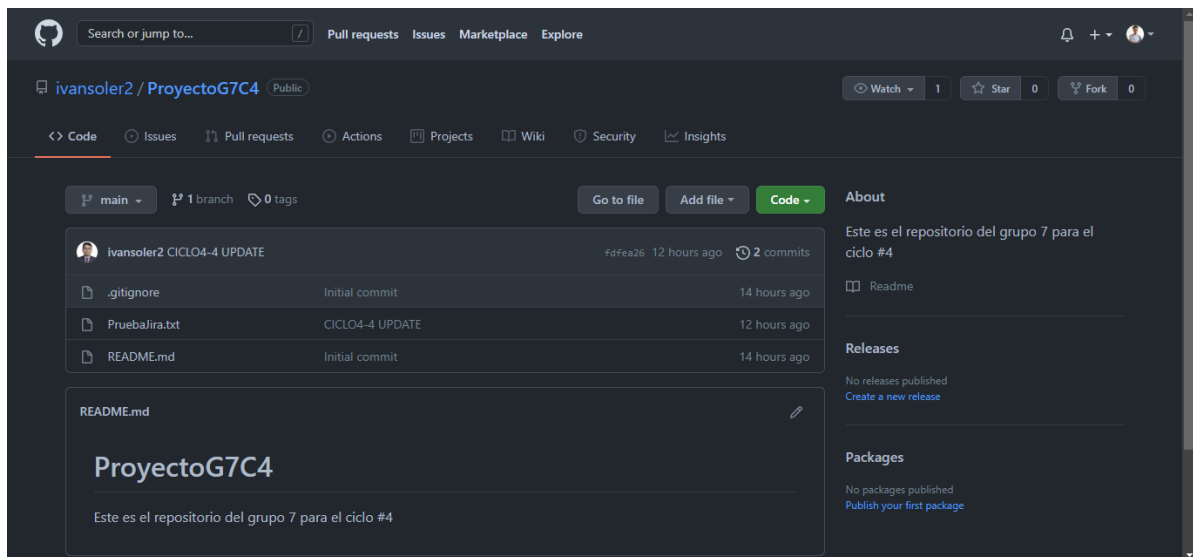 Search or jump to... /
Pull requests Issues Marketplace Explore
ivansoler2 / ProyectoG7C4 Public
Watch 1 Star 0 Fork 0
<> Code Issues Pull requests Actions Projects Wiki Security Insights
main 1 branch 0 tags
Go to file Add file Code
ivansoler2 CICLO4-4 UPDATE fdfea26 12 hours ago 2 commits
.gitignore Initial commit 14 hours ago
PruebaJira.txt CICLO4-4 UPDATE 12 hours ago
README.md Initial commit 14 hours ago
README.md
ProyectoG7C4
Este es el repositorio del grupo 7 para el ciclo #4
About
Este es el repositorio del grupo 7 para el
ciclo #4
Readme
Releases
No releases published
Create a new release
Packages
No packages published
Publish your first package